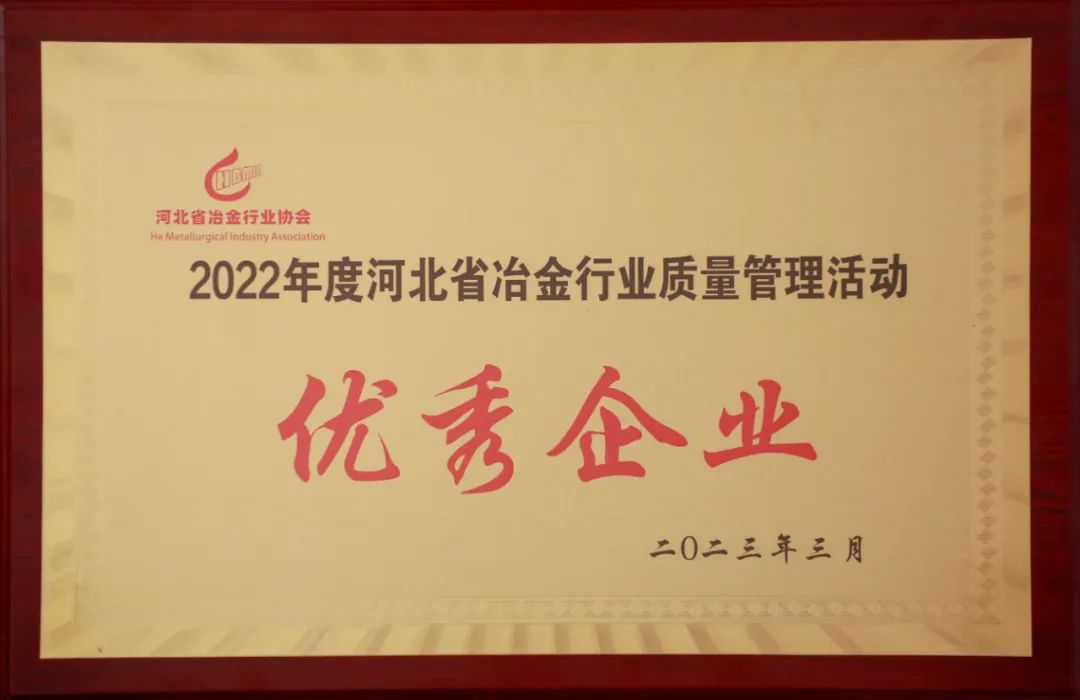 HBMIA
河北省冶金行业协会
He Metallurgical Industry Association
2022年度河北省冶金行业质量管理活动
优秀企业
二〇二三年三月